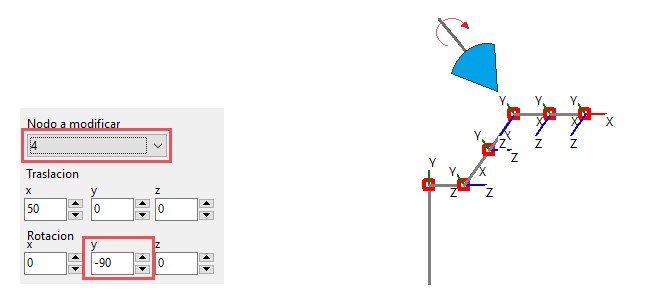 Nodo a modificar
4
Traslacion
x y z
50 0 0
Rotacion
x y z
0 -90 0
Y Y Y
X X X
Z X Z Z
Y Z
Y Y X
Z Z